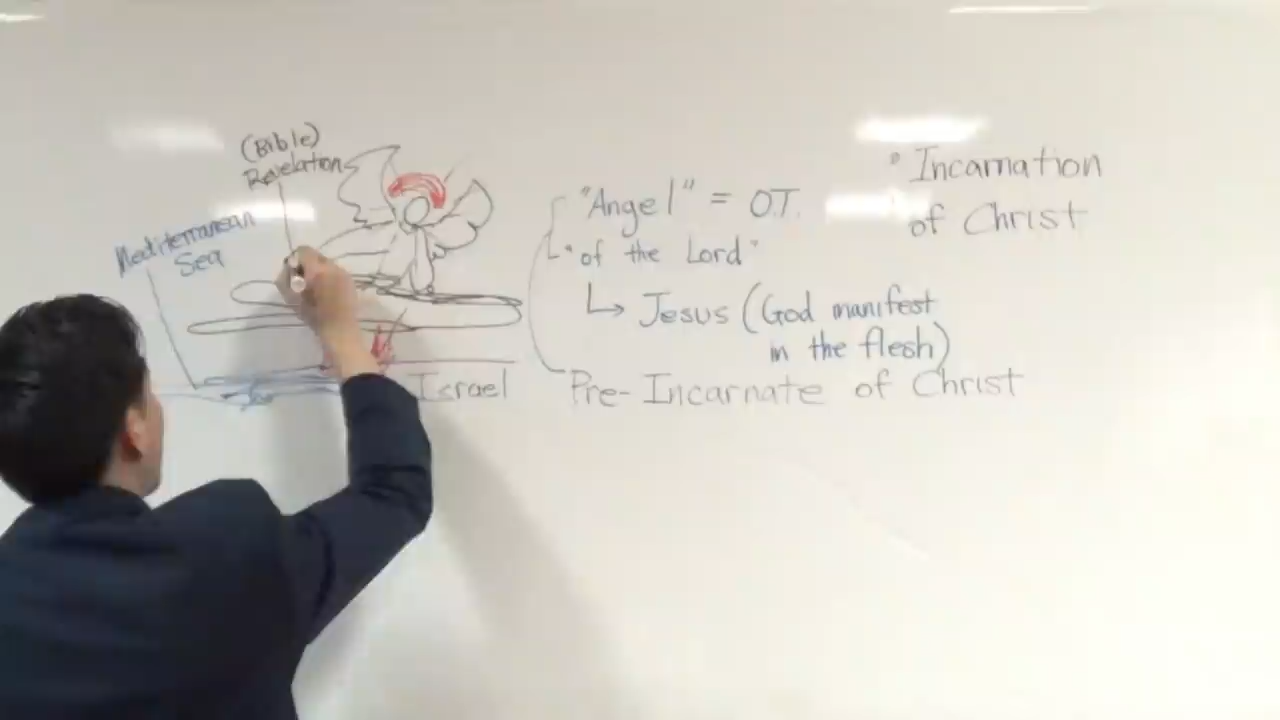 (Bible)
Revelation
Mediterranean
Sea
Israel
"Angel" = O.T.
"of the Lord"
Jesus (God manifest
in the flesh)
Pre-Incarnate of Christ
Incarnation
of Christ